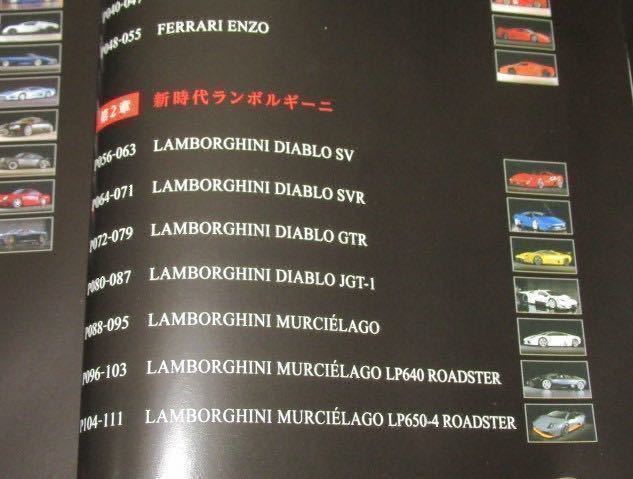 P040-047
P048-055 FERRARI ENZO
第2章 新時代ランボルギーニ
P056-063 LAMBORGHINI DIABLO SV
P064-071 LAMBORGHINI DIABLO SVR
P072-079 LAMBORGHINI DIABLO GTR
P080-087 LAMBORGHINI DIABLO JGT-1
P088-095 LAMBORGHINI MURCIÉLAGO
P096-103 LAMBORGHINI MURCIÉLAGO LP640 ROADSTER
P104-111 LAMBORGHINI MURCIÉLAGO LP650-4 ROADSTER